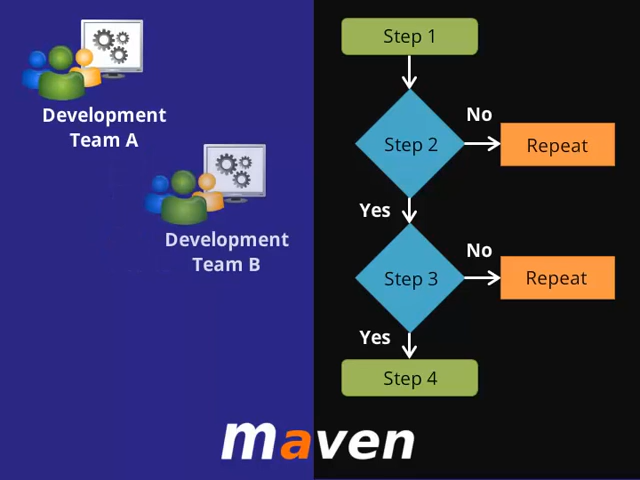 Development
Team A
Development
Team B
Step 1
Step 2
No
Repeat
Yes
Step 3
No
Repeat
Yes
Step 4
maven